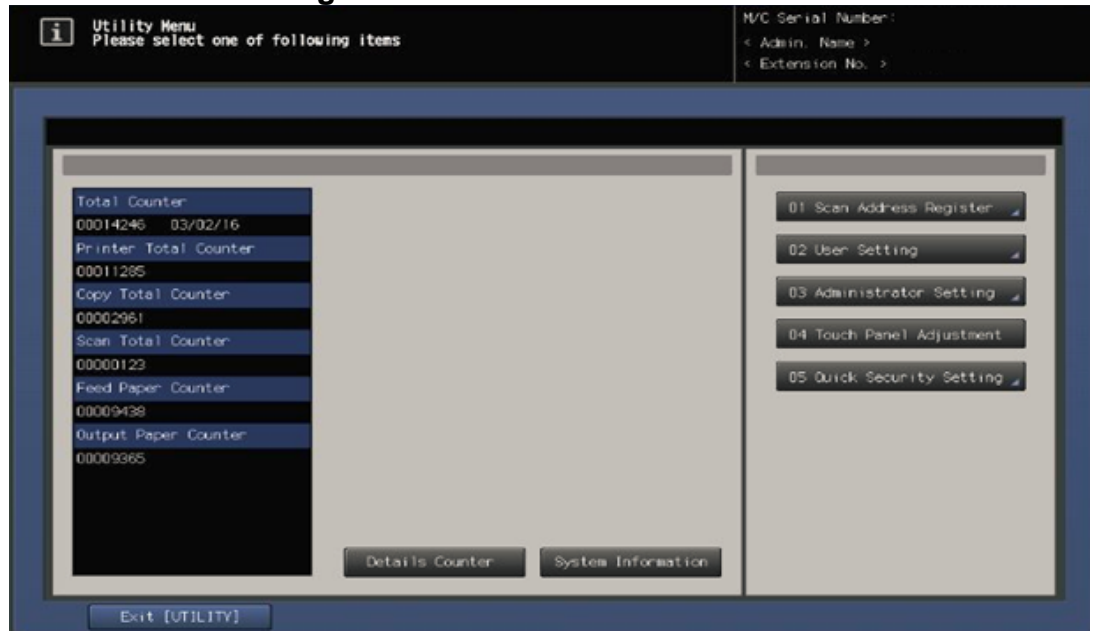 Utility Menu
Please select one of following items
M/C Serial Number:
< Admin. Name >
< Extension No. >
Total Counter
00014246 03/02/16
Printer Total Counter
00011285
Copy Total Counter
00002961
Scan Total Counter
00000123
Feed Paper Counter
00009438
Output Paper Counter
00009365
01 Scan Address Register
02 User Setting
03 Administrator Setting
04 Touch Panel Adjustment
05 Quick Security Setting
Details Counter
System Information
Exit [UTILITY]